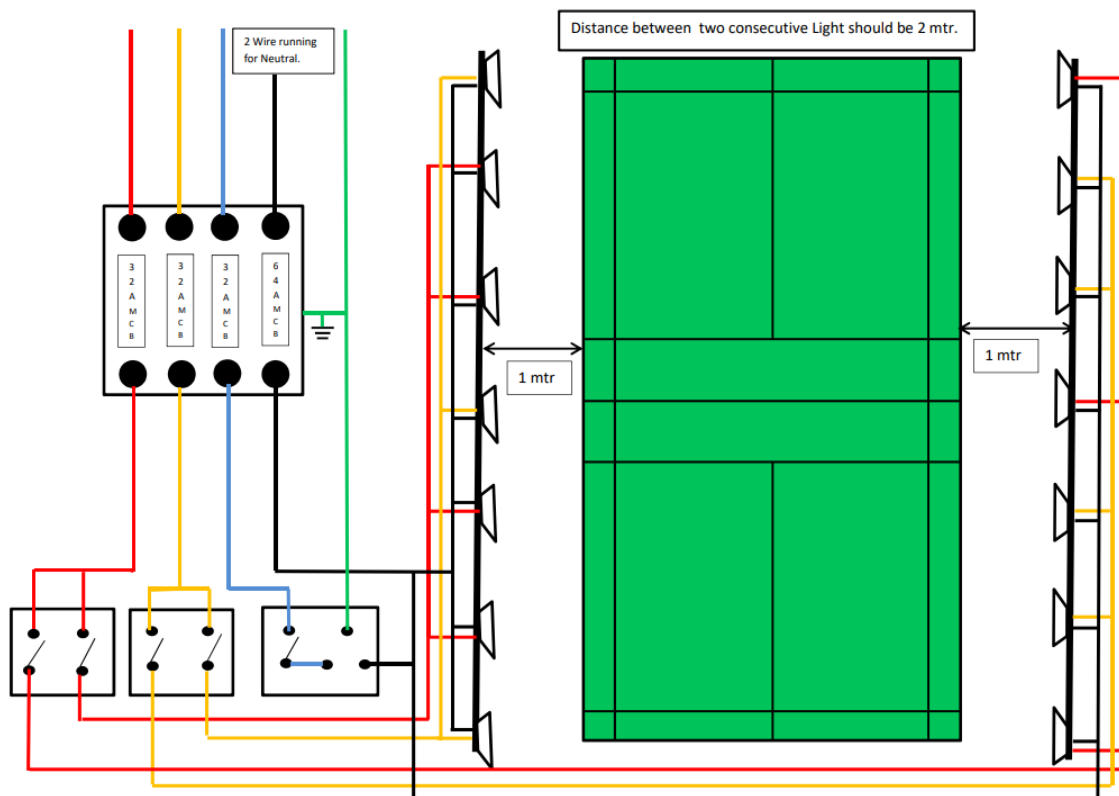 Distance between  two consecutive Light should be 2 mtr.
2 Wire running
for Neutral.
3
2
A
M
C
B
3
2
A
M
C
B
3
2
A
M
C
B
6
4
A
M
C
B
1 mtr
1 mtr